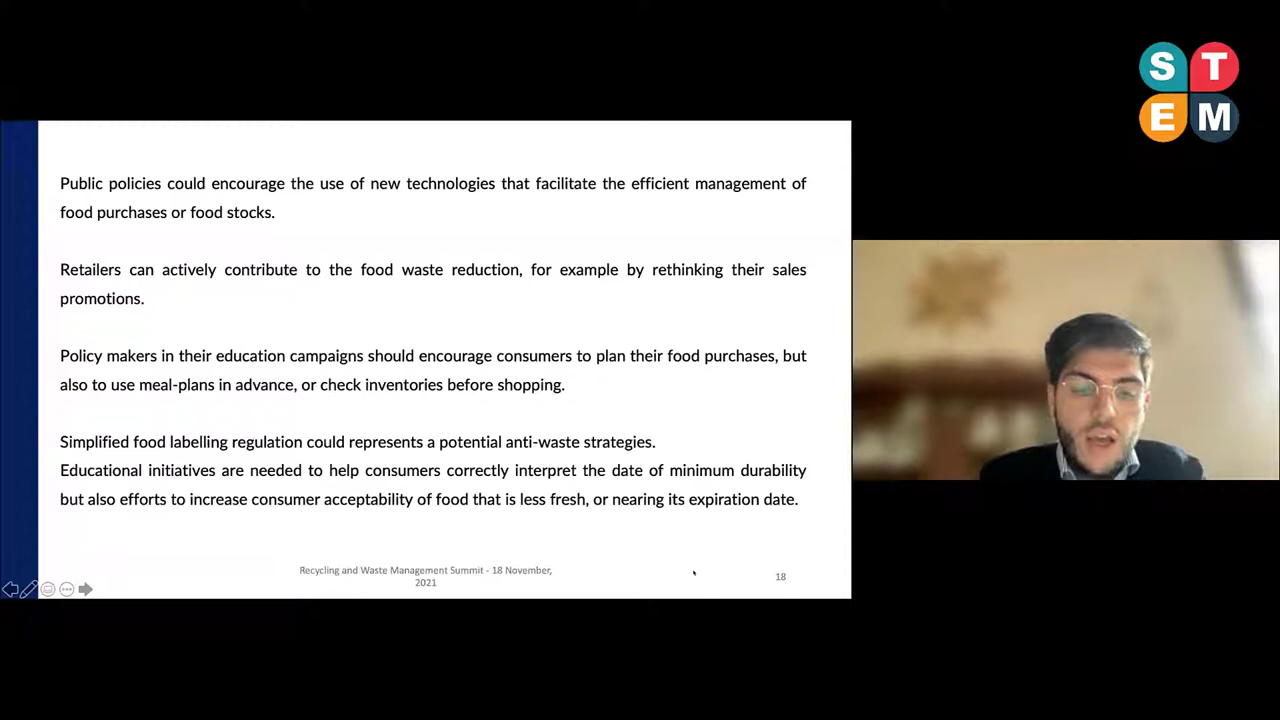 S T
E M
Public policies could encourage the use of new technologies that facilitate the efficient management of
food purchases or food stocks.
Retailers can actively contribute to the food waste reduction, for example by rethinking their sales
promotions.
Policy makers in their education campaigns should encourage consumers to plan their food purchases, but
also to use meal-plans in advance, or check inventories before shopping.
Simplified food labelling regulation could represents a potential anti-waste strategies.
Educational initiatives are needed to help consumers correctly interpret the date of minimum durability
but also efforts to increase consumer acceptability of food that is less fresh, or nearing its expiration date.
Recycling and Waste Management Summit - 18 November,
2021
18